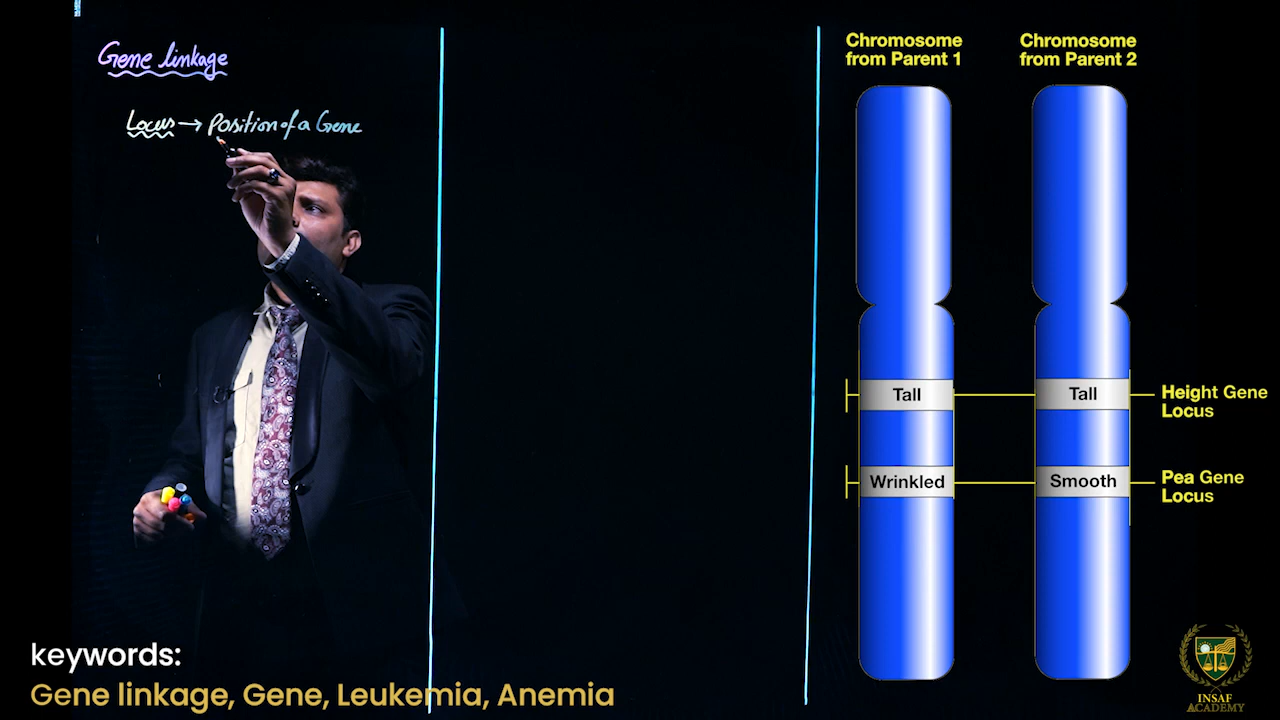 Gene linkage
Locus → Position of a Gene
Chromosome
from Parent 1
Chromosome
from Parent 2
Tall
Tall
Height Gene
Locus
Wrinkled
Smooth
Pea Gene
Locus
keywords:
Gene linkage, Gene, Leukemia, Anemia
INSAF
ACADEMY